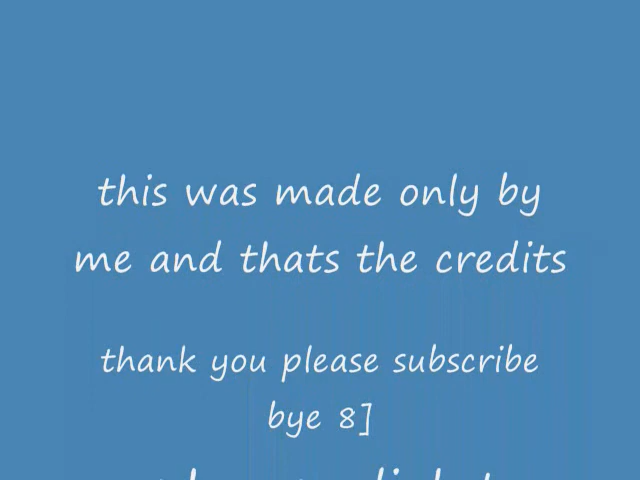 this was made only by
me and thats the credits
thank you please subscribe
bye 8]